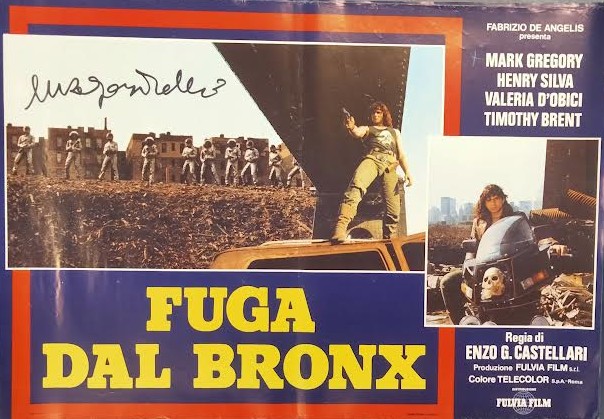 FABRIZIO DE ANGELIS
presenta
MARK GREGORY
HENRY SILVA
VALERIA D'OBICI
TIMOTHY BRENT
FUGA
DAL BRONX
Regia di
ENZO G. CASTELLARI
Produzione FULVIA FILM s.r.l.
Colore TELECOLOR S.p.A.-Roma
DISTRIBUZIONE
FULVIA FILM